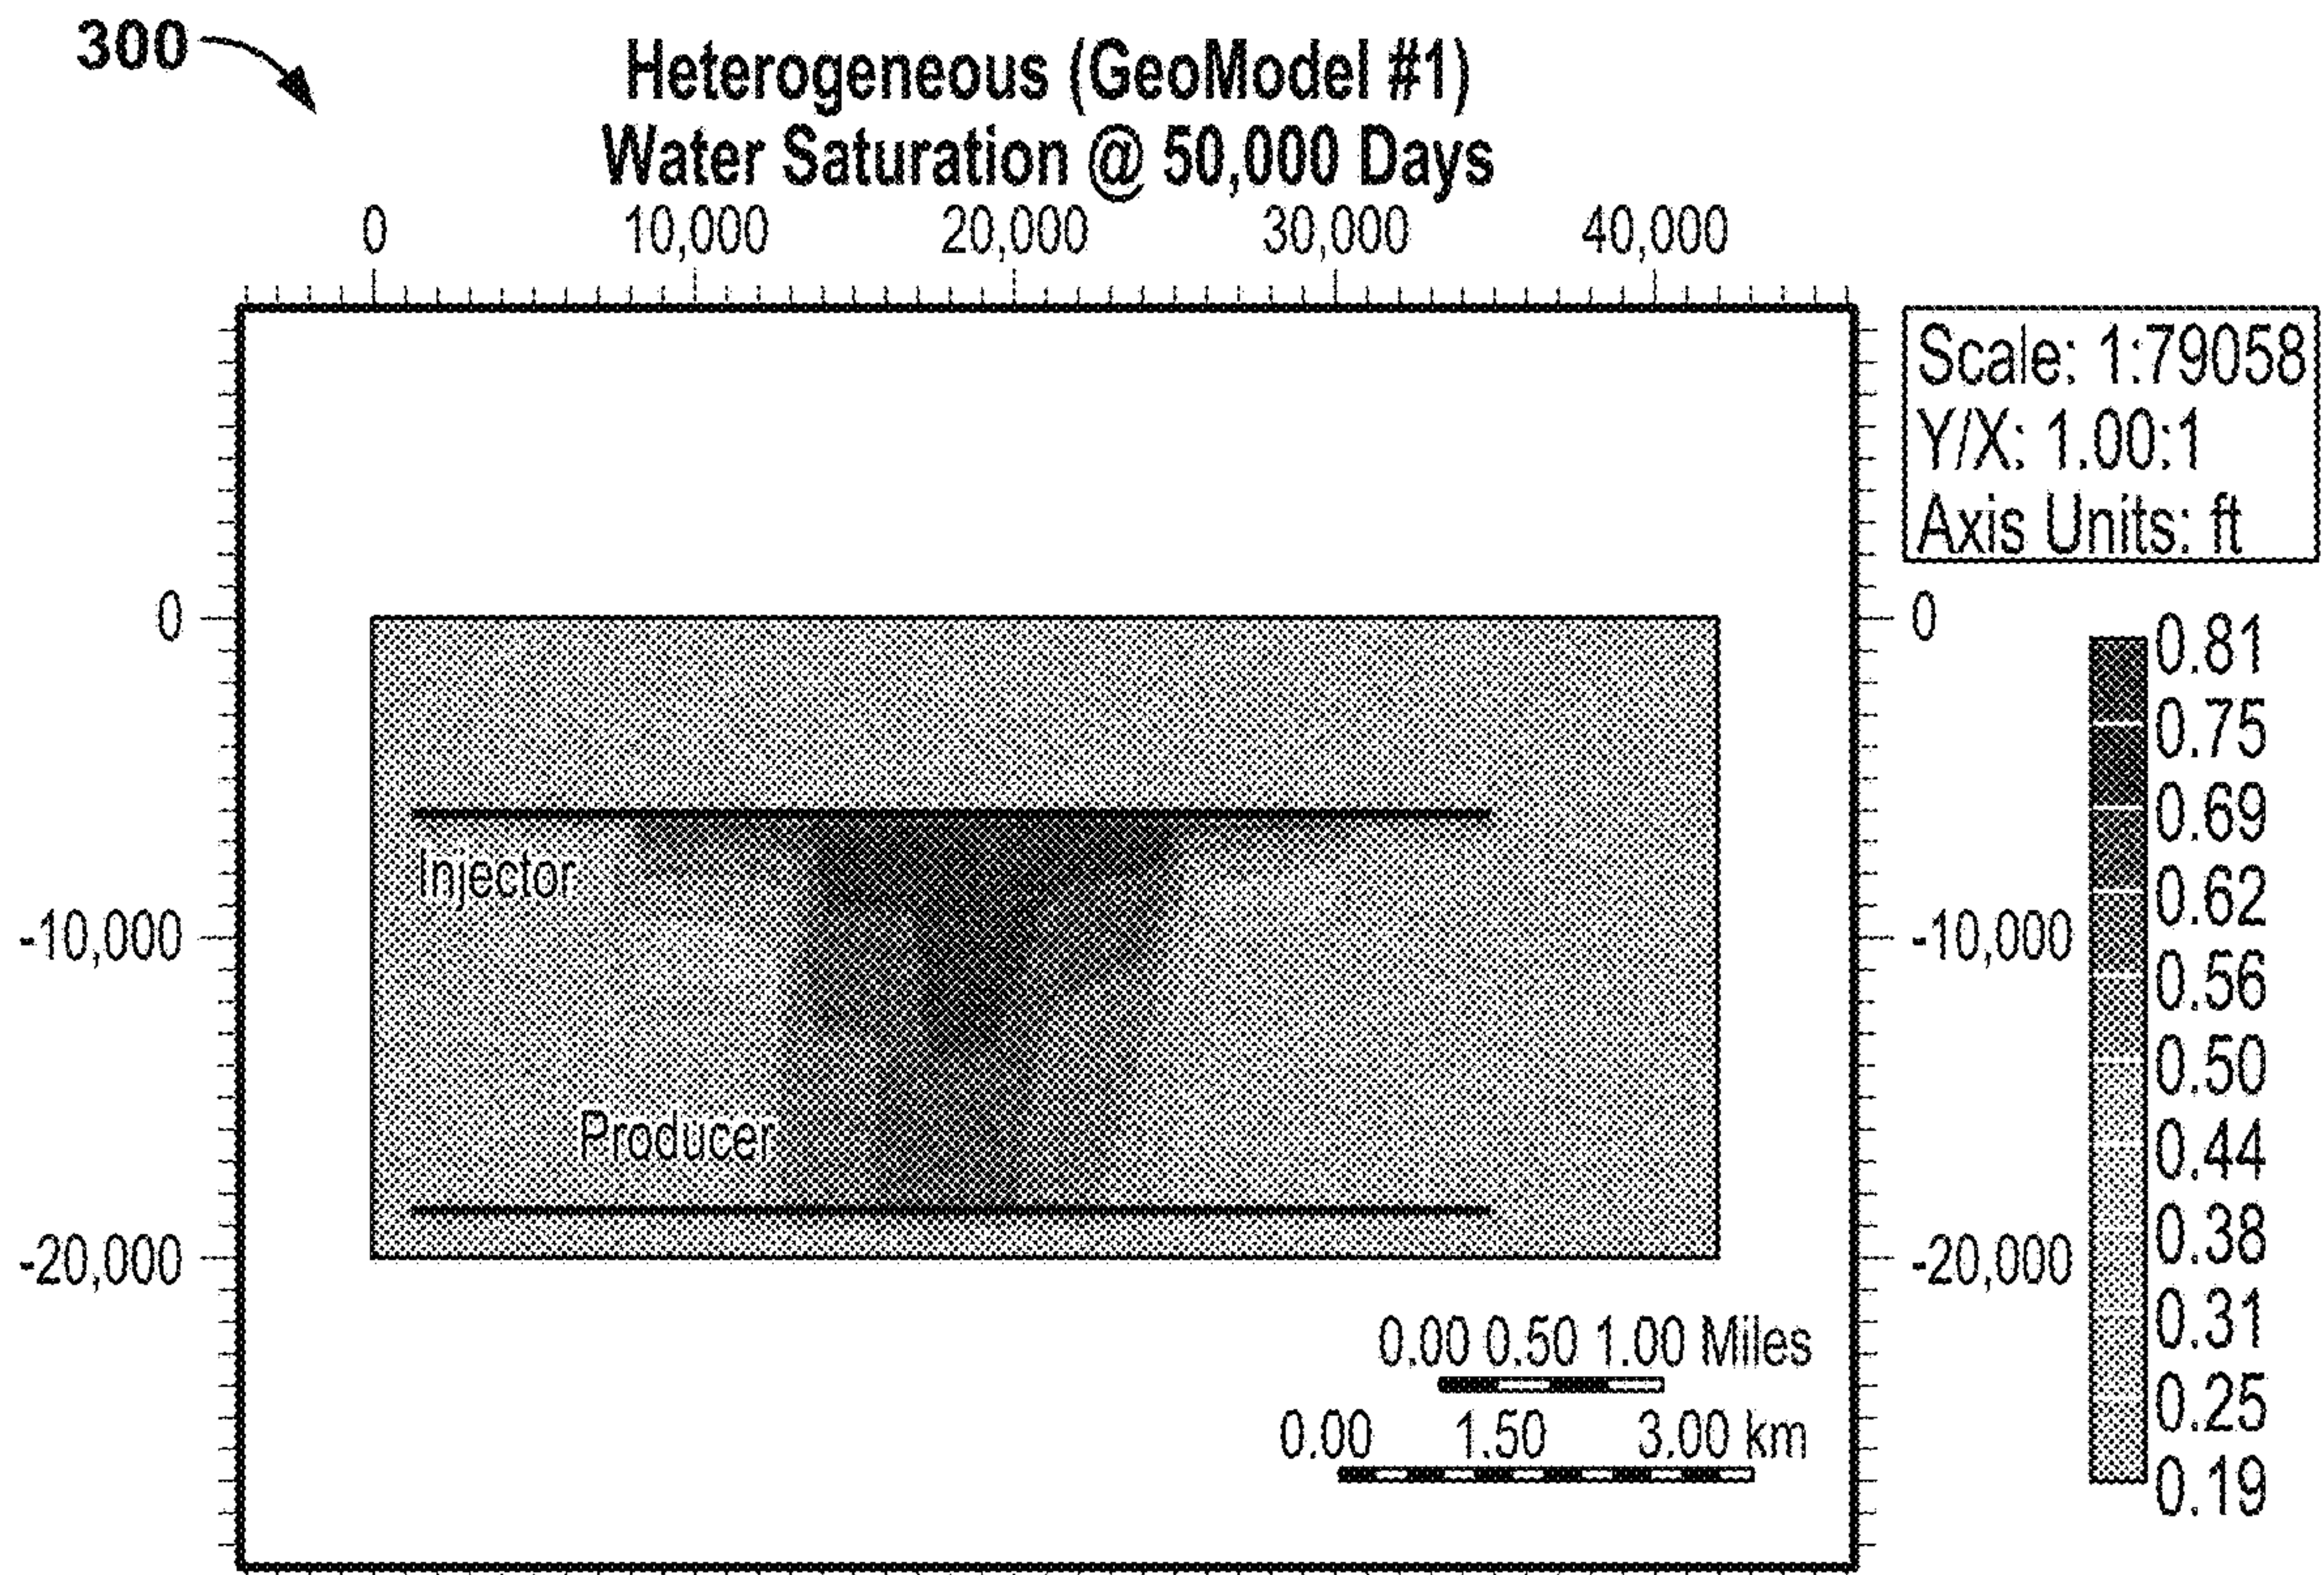 300
Heterogeneous (GeoModel #1)
Water Saturation @ 50,000 Days
0 10,000 20,000 30,000 40,000
Scale: 1:79058
Y/X: 1.00:1
Axis Units: ft
0
-10,000
-20,000
Injector
Producer
0
-10,000
-20,000
0.81
0.75
0.69
0.62
0.56
0.50
0.44
0.38
0.31
0.25
0.19
0.00 0.50 1.00 Miles
0.00 1.50 3.00 km